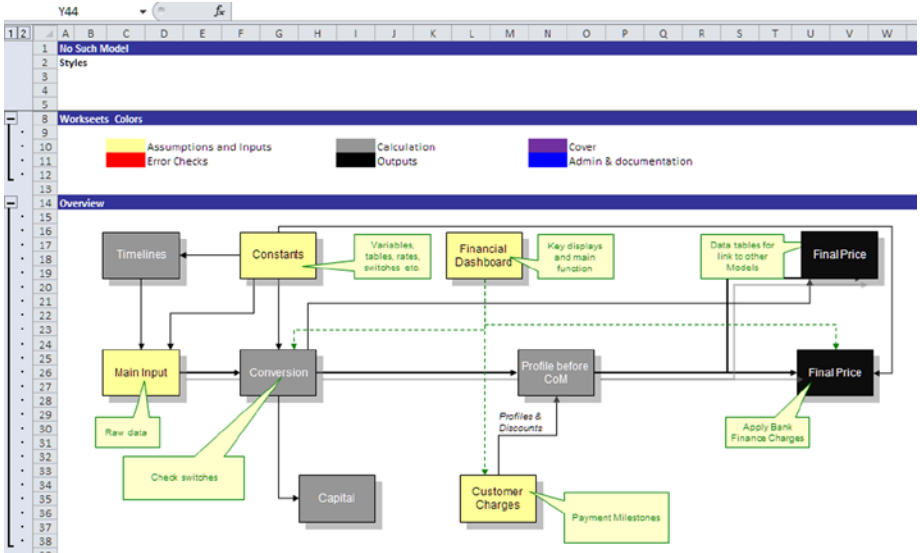 Y44
fx
1 2
A B C D E F G H I J K L M N O P Q R S T U V W
1 No Such Model
2 Styles
3
4
5
8 Workseets Colors
9
10 Assumptions and Inputs Calculation Cover
11 Error Checks Outputs Admin & documentation
12
13
14 Overview
15
16
17
18
19
20
21
22
23
24
25
26
27
28
29
30
31
32
33
34
35
36
37
38
Timelines
Constants
Variables,
tables, rates,
switches etc.
Financial
Dashboard
Key displays
and main
function
Data tables for
link to other
Models
Final Price
Main Input
Conversion
Profile before
CoM
Final Price
Raw data
Check switches
Profiles &
Discounts
Apply Bank
Finance Charges
Capital
Customer
Charges
Payment Milestones